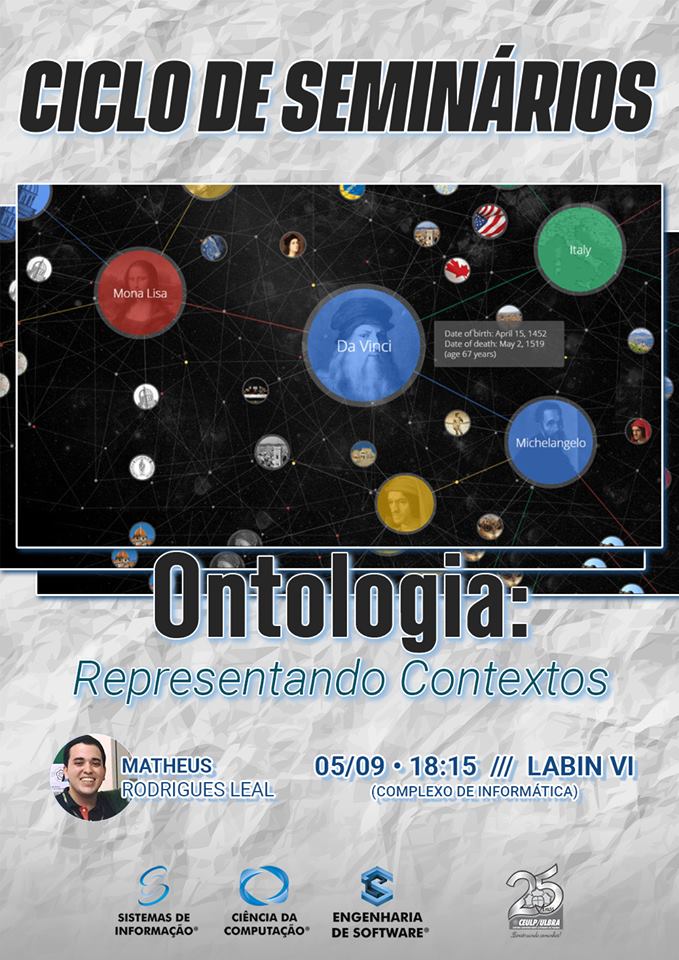 CICLO DE SEMINÁRIOS
Mona Lisa
Italy
Da Vinci
Date of birth: April 15, 1452
Date of death: May 2, 1519
(age 67 years)
Michelangelo
Ontologia:
Representando Contextos
MATHEUS
RODRIGUES LEAL
05/09 • 18:15 /// LABIN VI
(COMPLEXO DE INFORMÁTICA)
SISTEMAS DE
INFORMAÇÃO®
CIÊNCIA DA
COMPUTAÇÃO®
ENGENHARIA
DE SOFTWARE®
25
Anos
CEULP/ULBRA